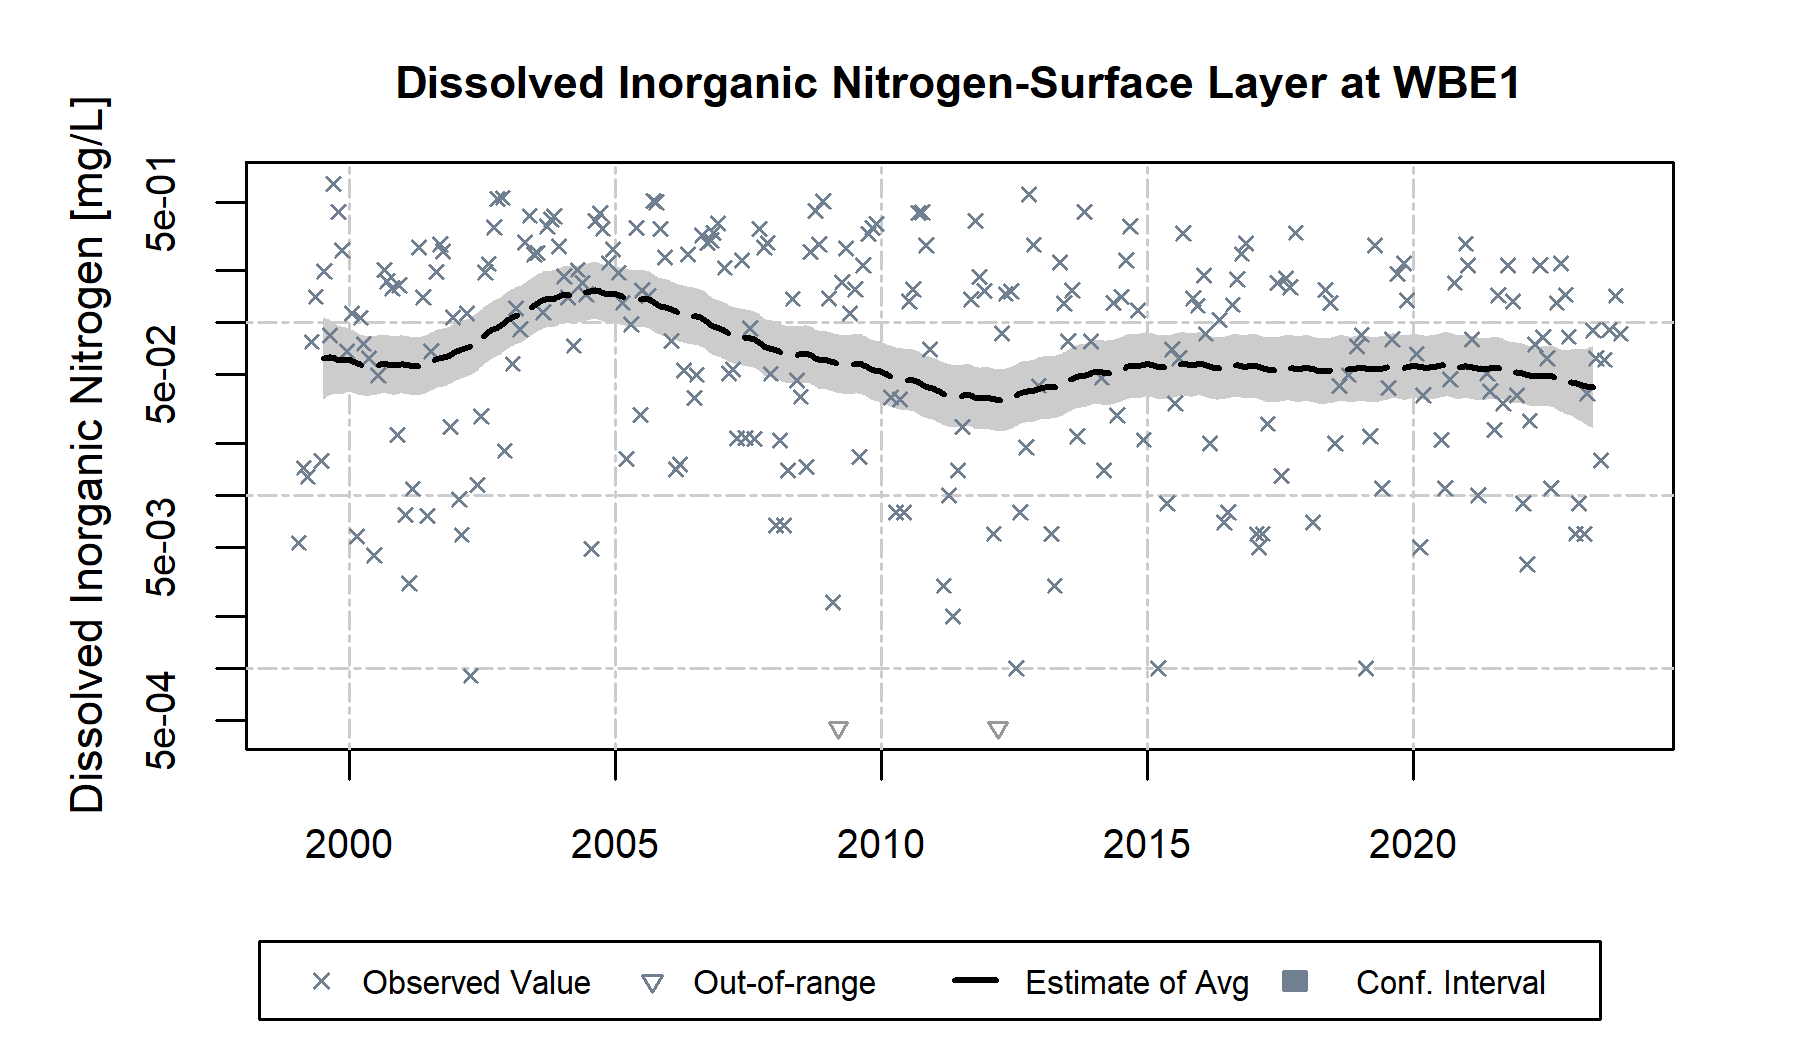 Dissolved Inorganic Nitrogen-Surface Layer at WBE1
Dissolved Inorganic Nitrogen [mg/L]
5e-01
5e-02
5e-03
5e-04
2000 2005 2010 2015 2020
Observed Value Out-of-range Estimate of Avg Conf. Interval